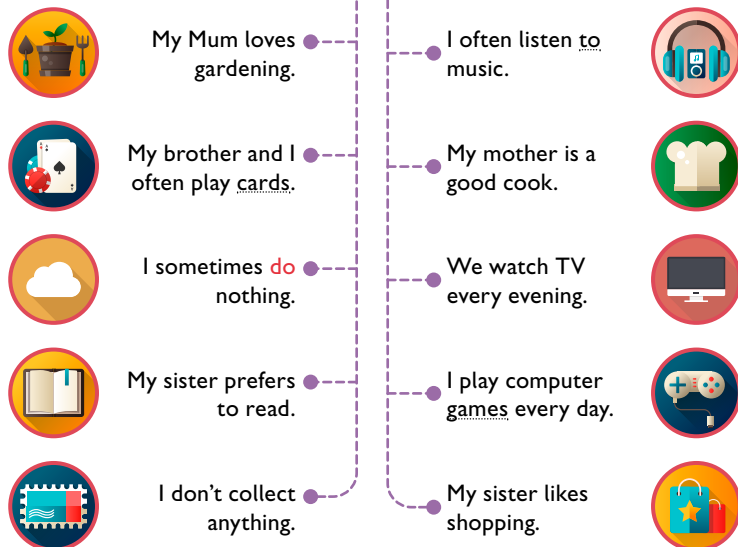 My Mum loves
gardening.
My brother and I
often play cards.
I sometimes do
nothing.
My sister prefers
to read.
I don't collect
anything.
I often listen to
music.
My mother is a
good cook.
We watch TV
every evening.
I play computer
games every day.
My sister likes
shopping.